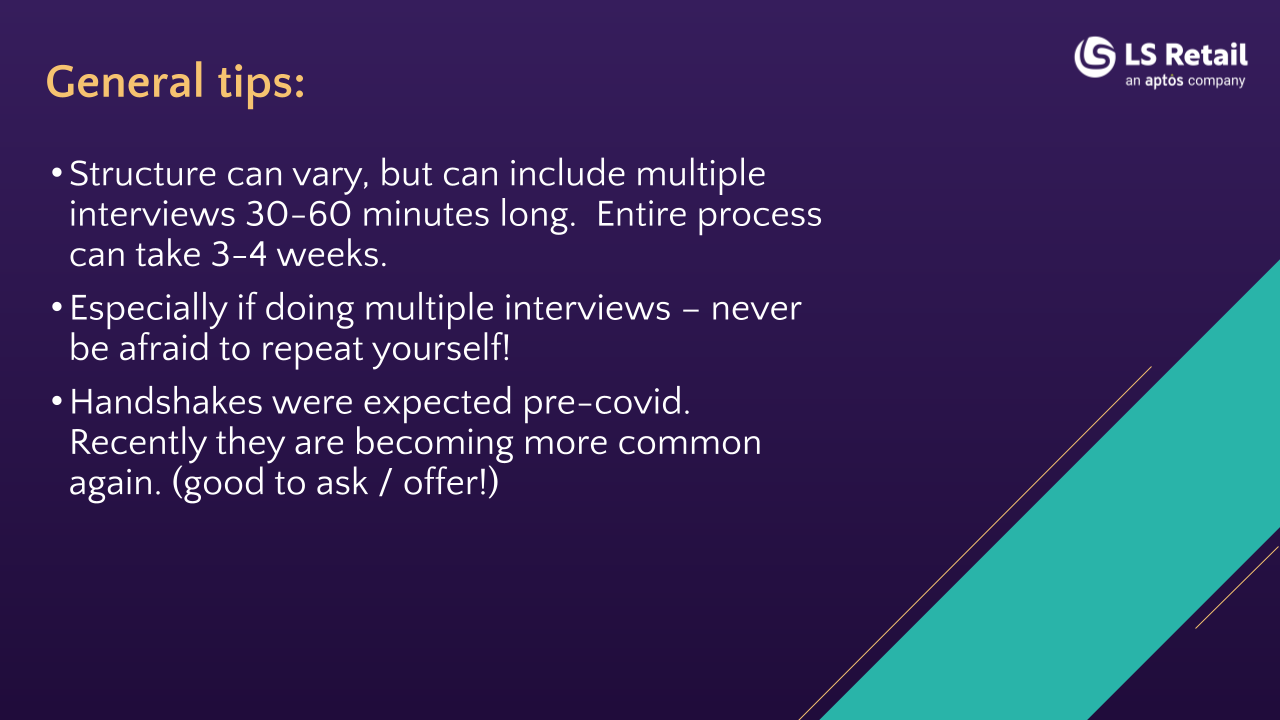 General tips:
LS Retail
an aptos company
•Structure can vary, but can include multiple
interviews 30-60 minutes long.  Entire process
can take 3-4 weeks.
•Especially if doing multiple interviews – never
be afraid to repeat yourself!
•Handshakes were expected pre-covid.
Recently they are becoming more common
again. (good to ask / offer!)